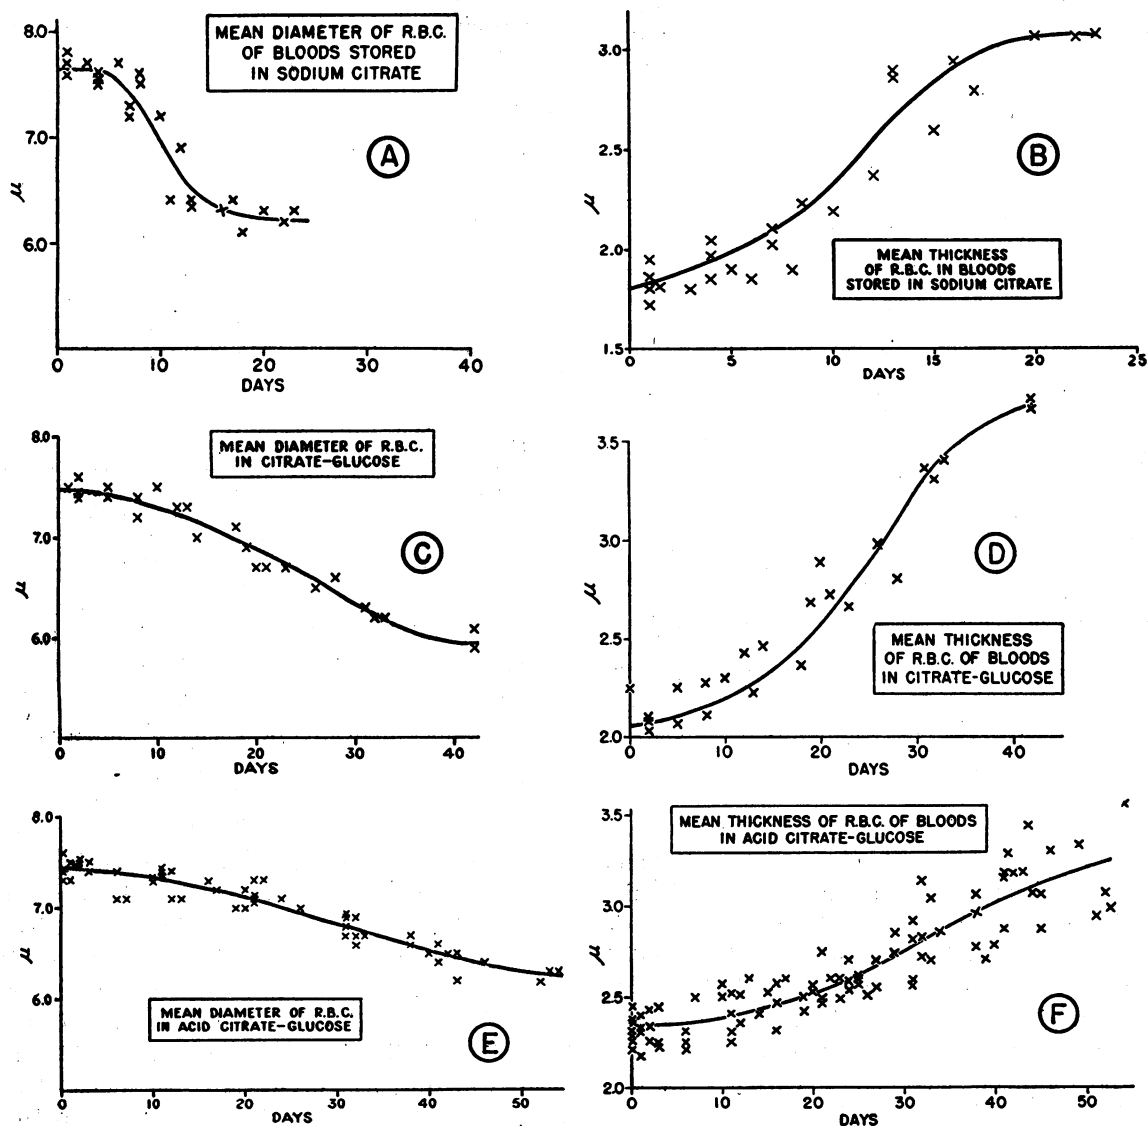 MEAN DIAMETER OF R.B.C.
OF BLOODS STORED
IN SODIUM CITRATE
A
8.0
7.0
6.0
μ
0 10 20 30 40
DAYS
B
3.0
2.5
2.0
1.5
μ
MEAN THICKNESS
OF R.B.C. IN BLOODS
STORED IN SODIUM CITRATE
0 5 10 15 20 25
DAYS
MEAN DIAMETER OF R.B.C.
IN CITRATE-GLUCOSE
C
8.0
7.0
6.0
μ
0 10 20 30 40
DAYS
D
3.5
3.0
2.5
2.0
μ
MEAN THICKNESS
OF R.B.C. OF BLOODS
IN CITRATE-GLUCOSE
0 10 20 30 40
DAYS
8.0
7.0
6.0
μ
MEAN DIAMETER OF R.B.C.
IN ACID CITRATE-GLUCOSE
E
0 10 20 30 40 50
DAYS
MEAN THICKNESS OF R.B.C. OF BLOODS
IN ACID CITRATE-GLUCOSE
3.5
3.0
2.5
2.0
μ
F
0 10 20 30 40 50
DAYS